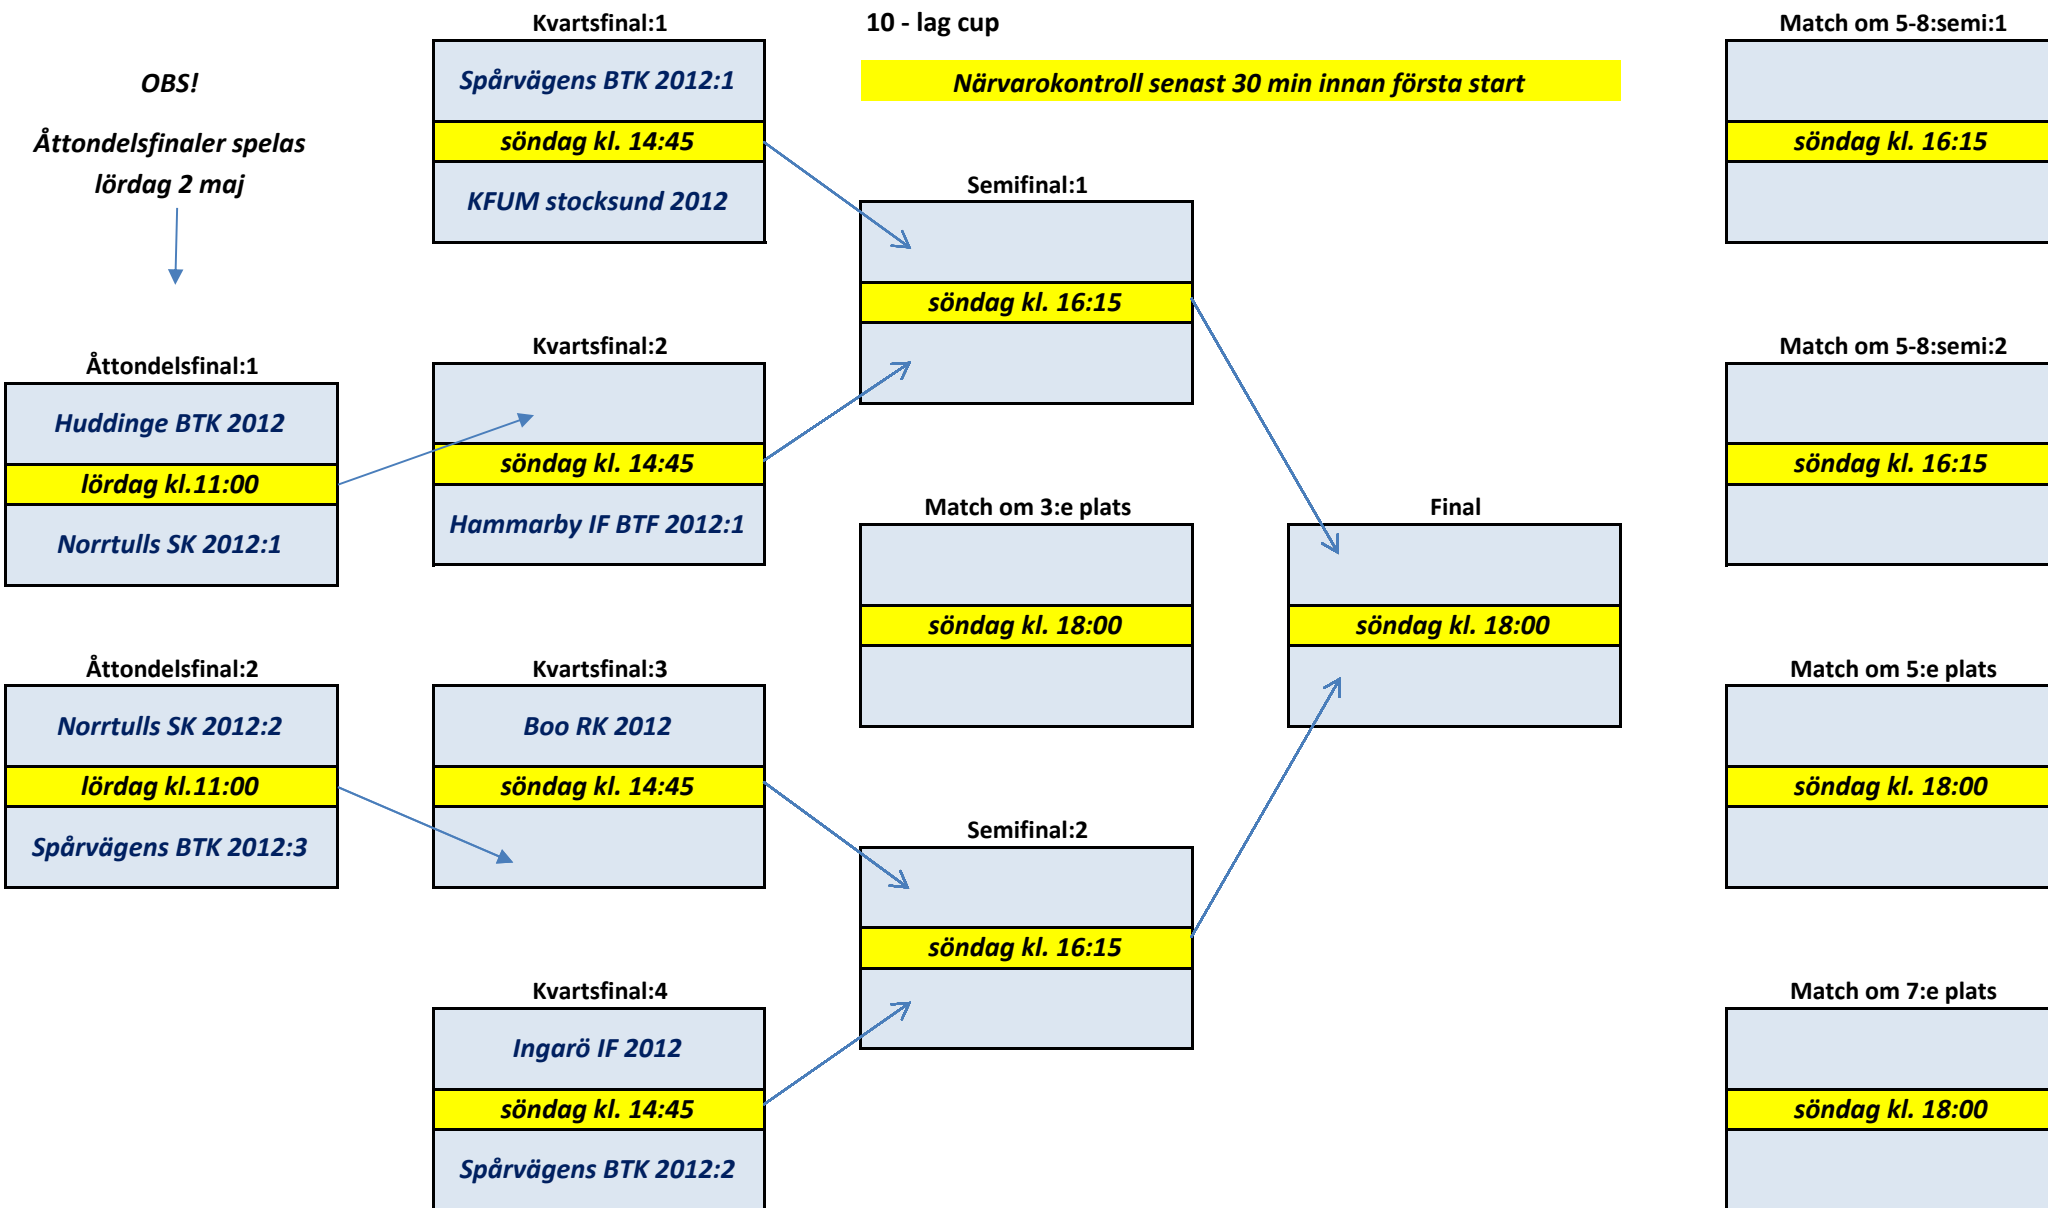 OBS!
Åttondelsfinaler spelas
lördag 2 maj
Åttondelsfinal:1
Huddinge BTK 2012
lördag kl.11:00
Norrtulls SK 2012:1
Åttondelsfinal:2
Norrtulls SK 2012:2
lördag kl.11:00
Spårvägens BTK 2012:3
Kvartsfinal:1
Spårvägens BTK 2012:1
söndag kl. 14:45
KFUM stocksund 2012
Kvartsfinal:2
söndag kl. 14:45
Hammarby IF BTF 2012:1
Kvartsfinal:3
Boo RK 2012
söndag kl. 14:45
Kvartsfinal:4
Ingarö IF 2012
söndag kl. 14:45
Spårvägens BTK 2012:2
10 - lag cup
Närvarokontroll senast 30 min innan första start
Semifinal:1
söndag kl. 16:15
Match om 3:e plats
söndag kl. 18:00
Semifinal:2
söndag kl. 16:15
Final
söndag kl. 18:00
Match om 5-8:semi:1
söndag kl. 16:15
Match om 5-8:semi:2
söndag kl. 16:15
Match om 5:e plats
söndag kl. 18:00
Match om 7:e plats
söndag kl. 18:00